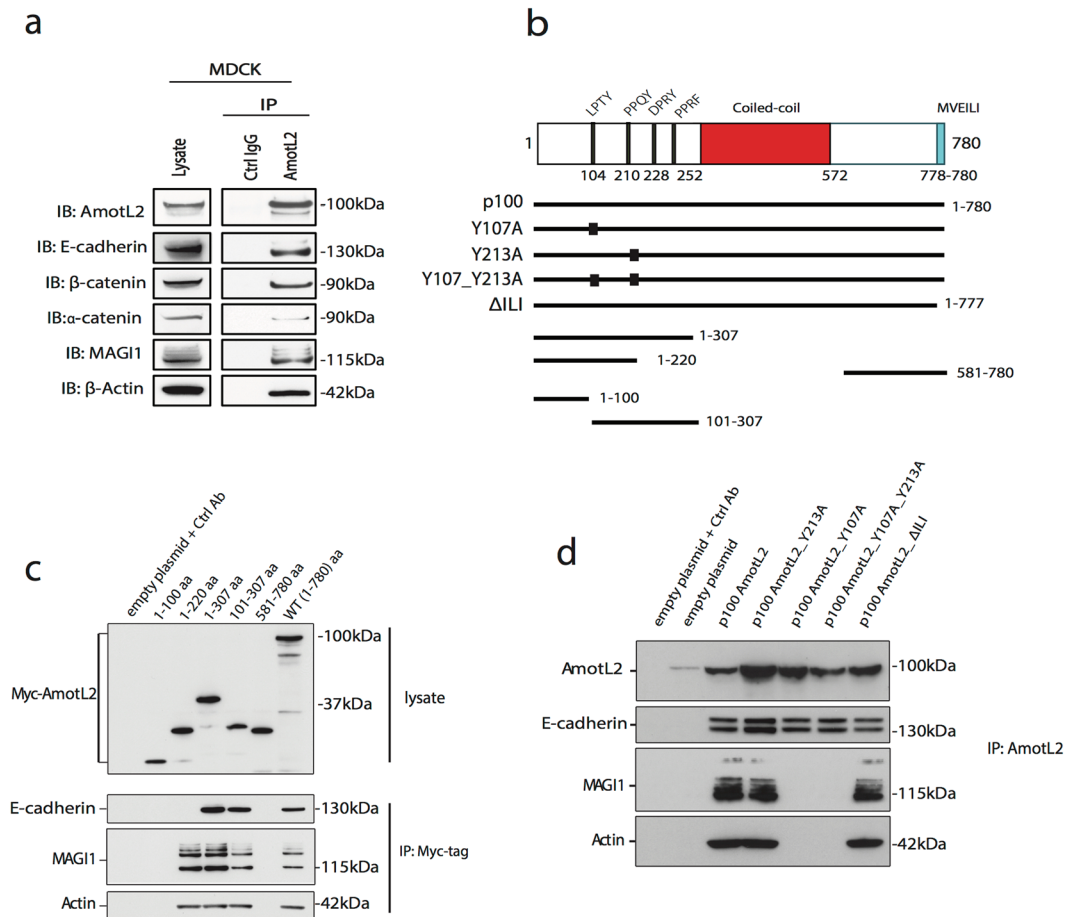 a
MDCK
IP
Lysate
Ctrl IgG
AmotL2
IB: AmotL2
-100kDa
IB: E-cadherin
-130kDa
IB: β-catenin
-90kDa
IB:α-catenin
-90kDa
IB: MAGI1
-115kDa
IB: β-Actin
-42kDa
b
LPTY
PPQY
DPRY
PPRF
Coiled-coil
MVEILI
1
780
104 210 228 252 572 778-780
p100
1-780
Y107A
Y213A
Y107_Y213A
ΔILI
1-777
1-307
1-220
581-780
1-100
101-307
c
empty plasmid + Ctrl Ab
1-100 aa
1-220 aa
1-307 aa
101-307 aa
581-780 aa
WT (1-780) aa
-100kDa
Myc-AmotL2
-37kDa
lysate
E-cadherin
-130kDa
MAGI1
-115kDa
IP: Myc-tag
Actin
-42kDa
d
empty plasmid + Ctrl Ab
empty plasmid
p100 AmotL2
p100 AmotL2_Y213A
p100 AmotL2_Y107A
p100 AmotL2_Y107A_Y213A
p100 AmotL2_ΔILI
AmotL2
-100kDa
E-cadherin
-130kDa
IP: AmotL2
MAGI1
-115kDa
Actin
-42kDa